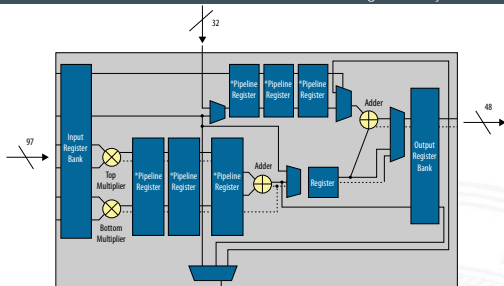 32
*Pipeline
Register
*Pipeline
Register
*Pipeline
Register
Adder
48
97
Input
Register
Bank
Top
Multiplier
Bottom
Multiplier
*Pipeline
Register
*Pipeline
Register
*Pipeline
Register
Adder
Register
Output
Register
Bank